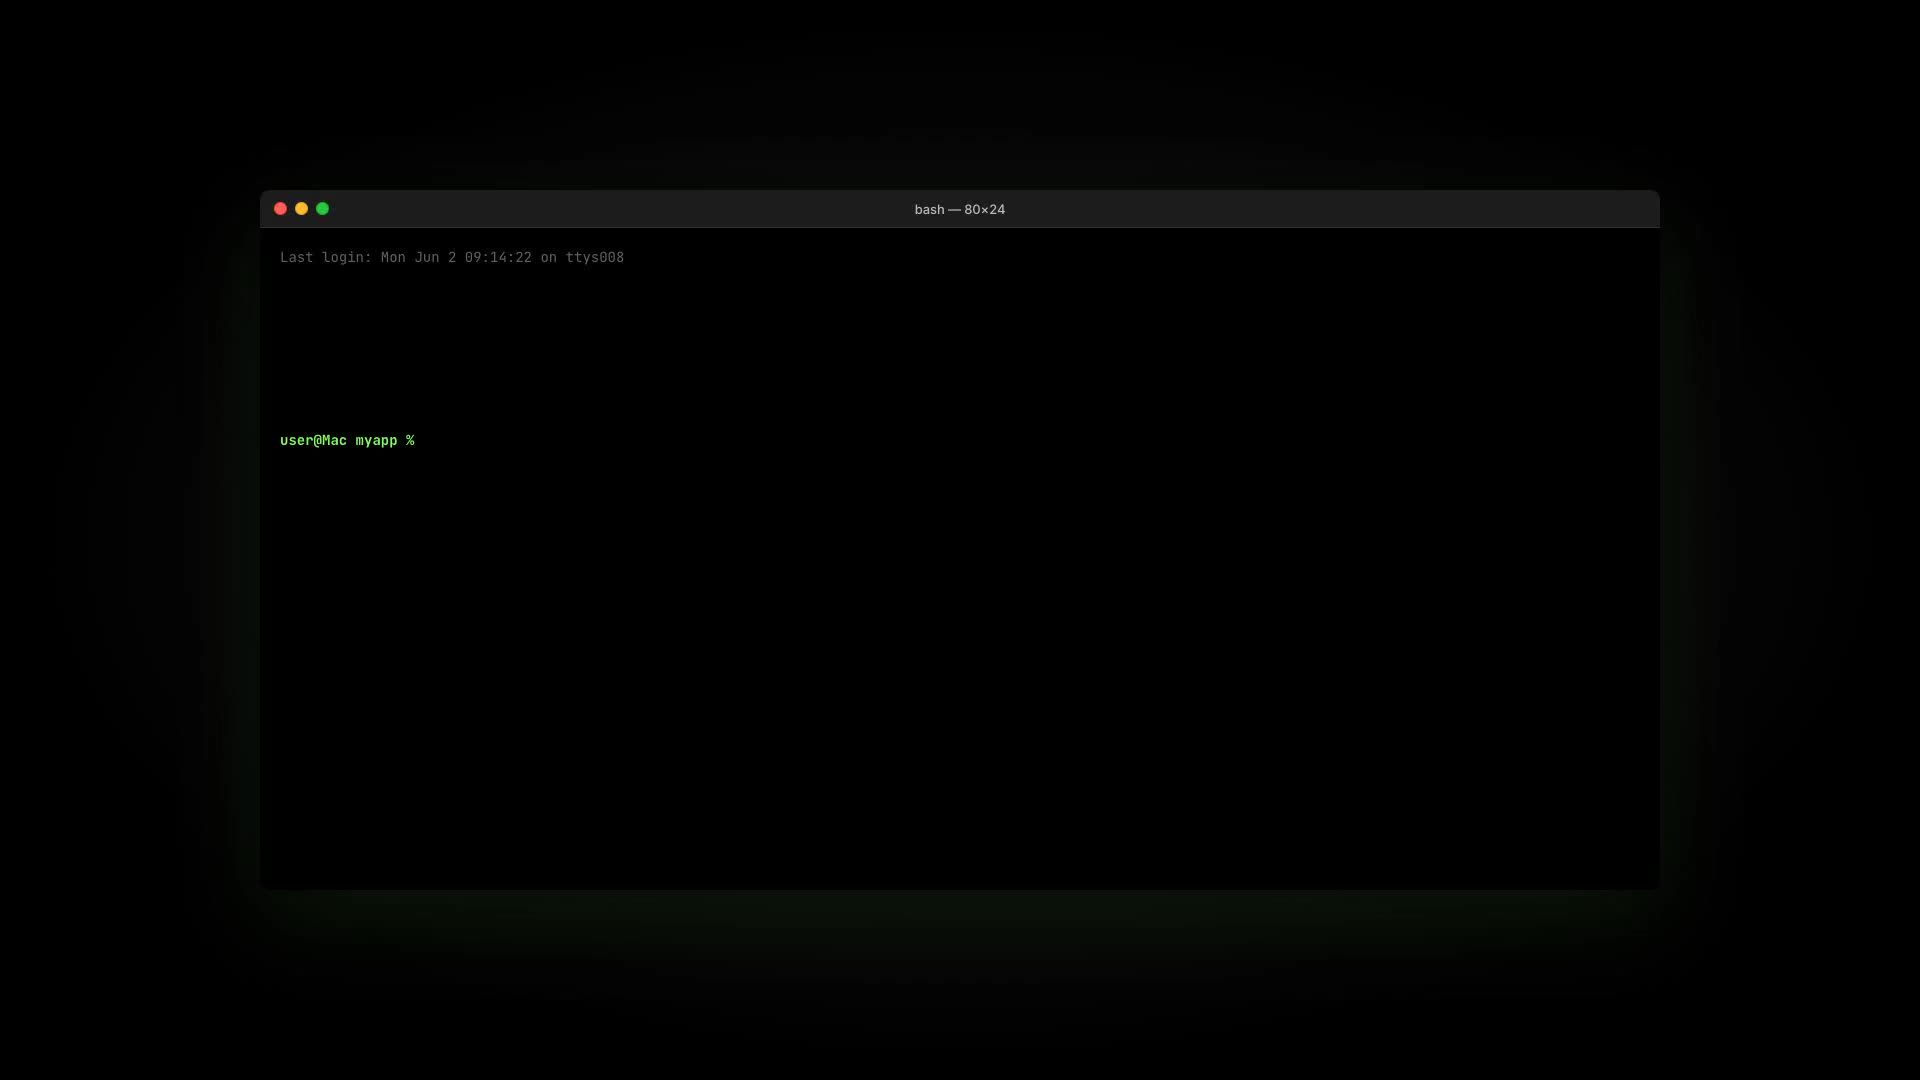 bash — 80×24
Last login: Mon Jun 2 09:14:22 on ttys008
user@Mac myapp %